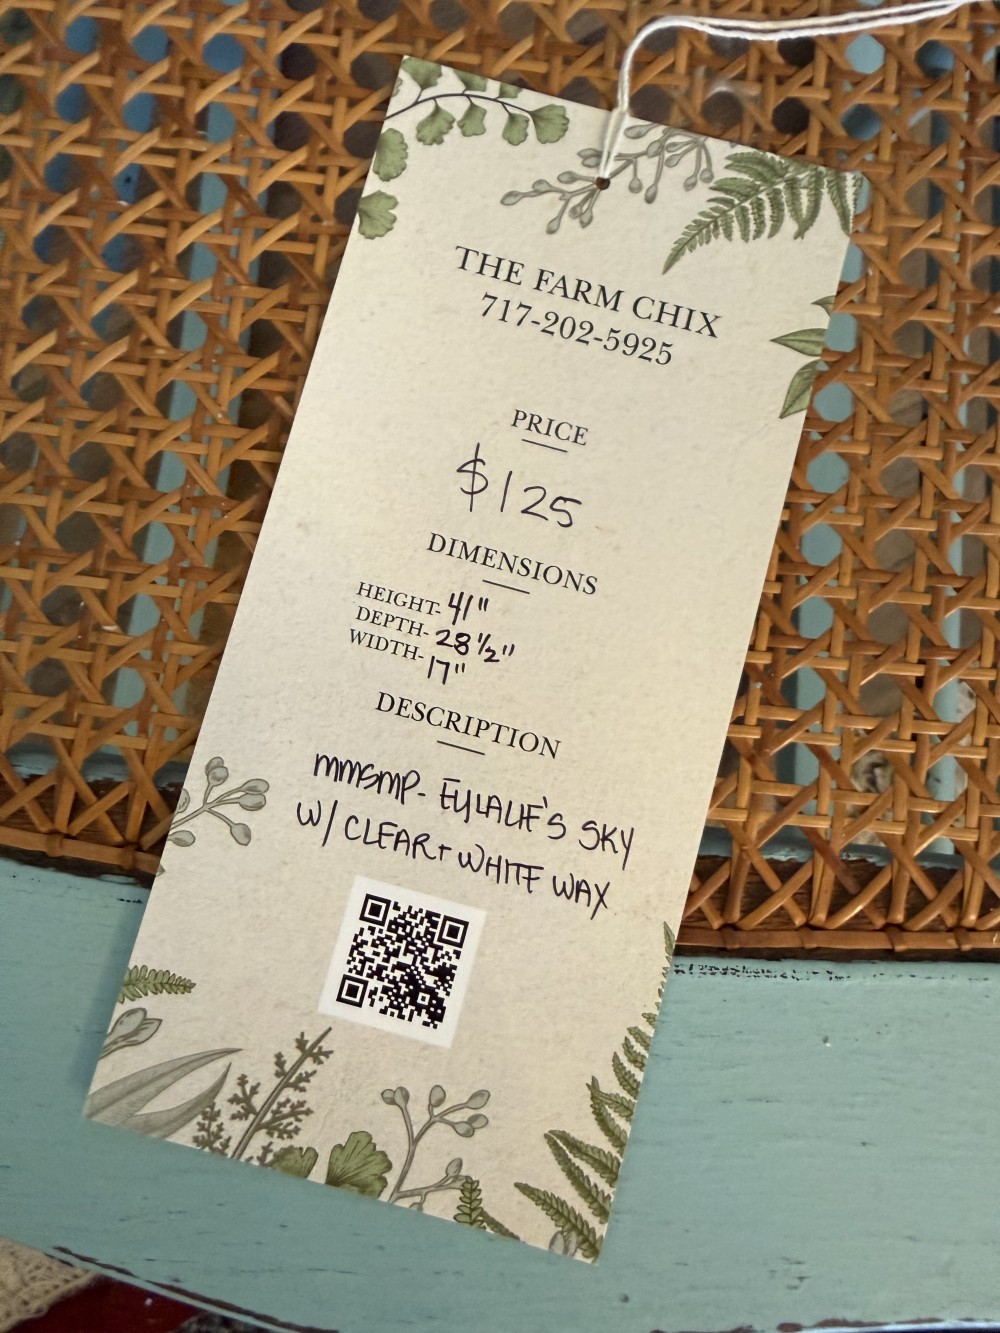 THE FARM CHIX
717-202-5925
PRICE
$125
DIMENSIONS
HEIGHT- 41"
DEPTH- 28 1/2"
WIDTH- 17"
DESCRIPTION
MMSMP- EULALIE'S SKY
W/ CLEAR + WHITE WAX